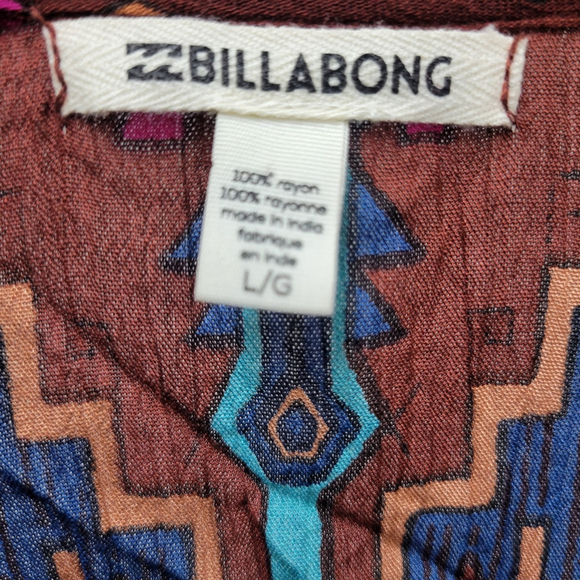 BILLABONG
100% rayon
100% rayonne
made in India
fabriqué
en Inde
L/G